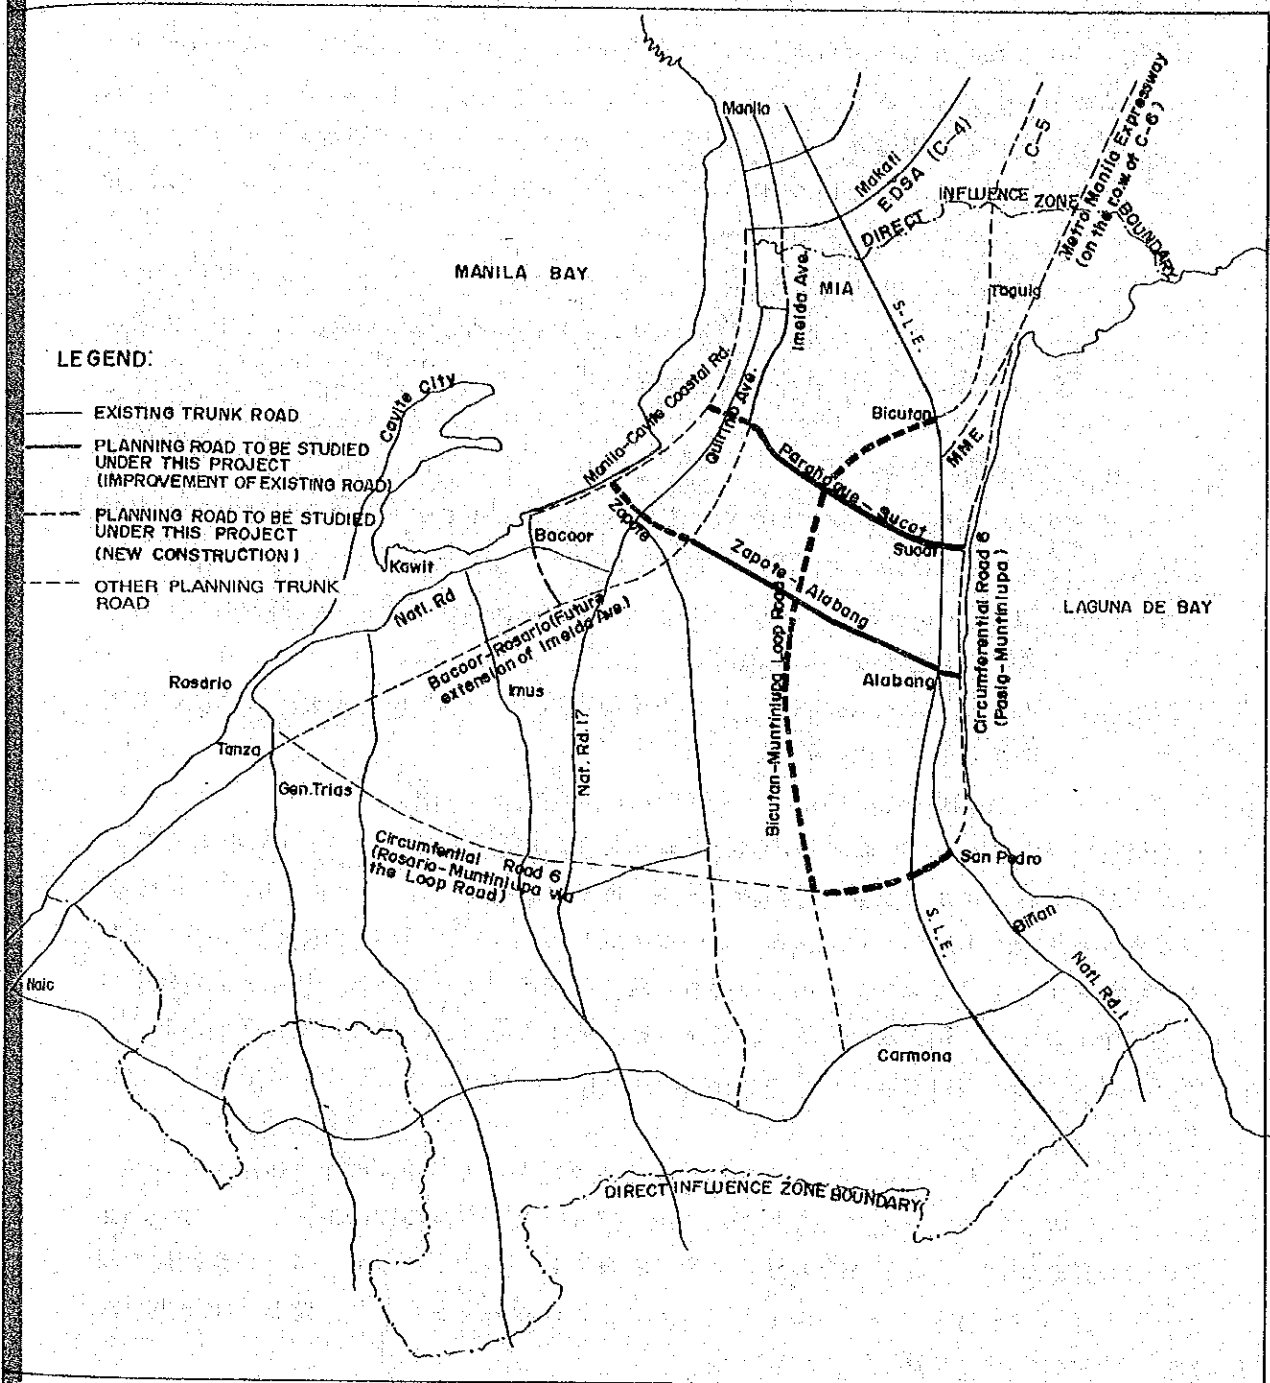 Manila
Makati
EDSA (C-4)
C-5
Metro Manila Expressway
(on the r.o.w. of C-6)
DIRECT INFLUENCE ZONE BOUNDARY
MANILA BAY
MIA
Imelda Ave.
Taguig
S.L.E.
LEGEND:
EXISTING TRUNK ROAD
PLANNING ROAD TO BE STUDIED
UNDER THIS PROJECT
(IMPROVEMENT OF EXISTING ROAD)
PLANNING ROAD TO BE STUDIED
UNDER THIS PROJECT
(NEW CONSTRUCTION)
OTHER PLANNING TRUNK
ROAD
Cavite City
Manila-Cavite Coastal Rd.
Quirino Ave.
Bicutan
MME
Parañaque - Sucat
Sucat
Zapote
Bacoor
Kawit
Zapote - Alabang
Circumferential Road 6
(Pasig-Muntinlupa)
LAGUNA DE BAY
Natl. Rd
Bacoor-Rosario (Future
extension of Imelda Ave.)
Bicutan-Muntinlupa Loop Road
Alabang
Rosario
Imus
Tanza
Nat. Rd. 17
Gen. Trias
Circumfential Road 6
(Rosario-Muntinlupa via
the Loop Road)
San Pedro
Biñan
S.L.E.
Natl. Rd. 1
Naic
Carmona
DIRECT INFLUENCE ZONE BOUNDARY